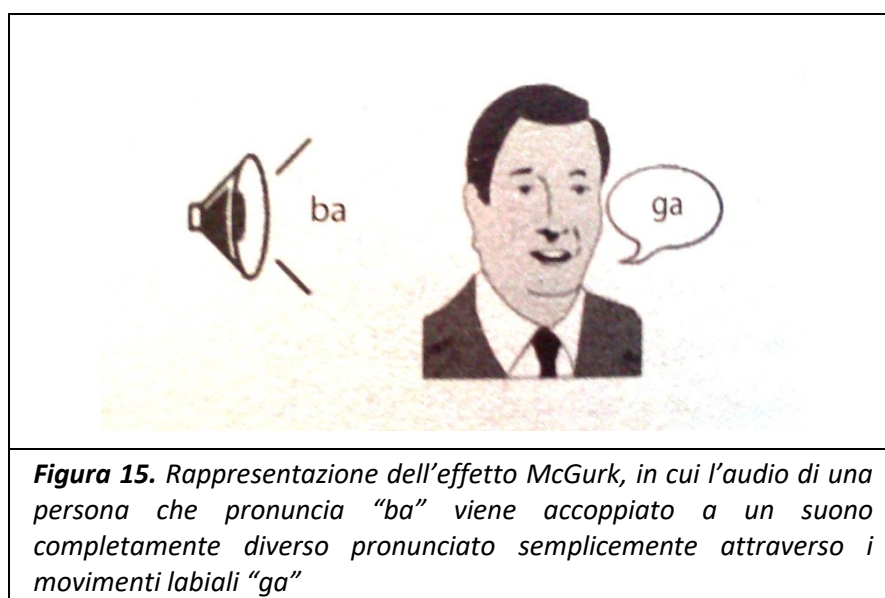 ba
ga
Figura 15. Rappresentazione dell’effetto McGurk, in cui l’audio di una
persona che pronuncia “ba” viene accoppiato a un suono
completamente diverso pronunciato semplicemente attraverso i
movimenti labiali “ga”